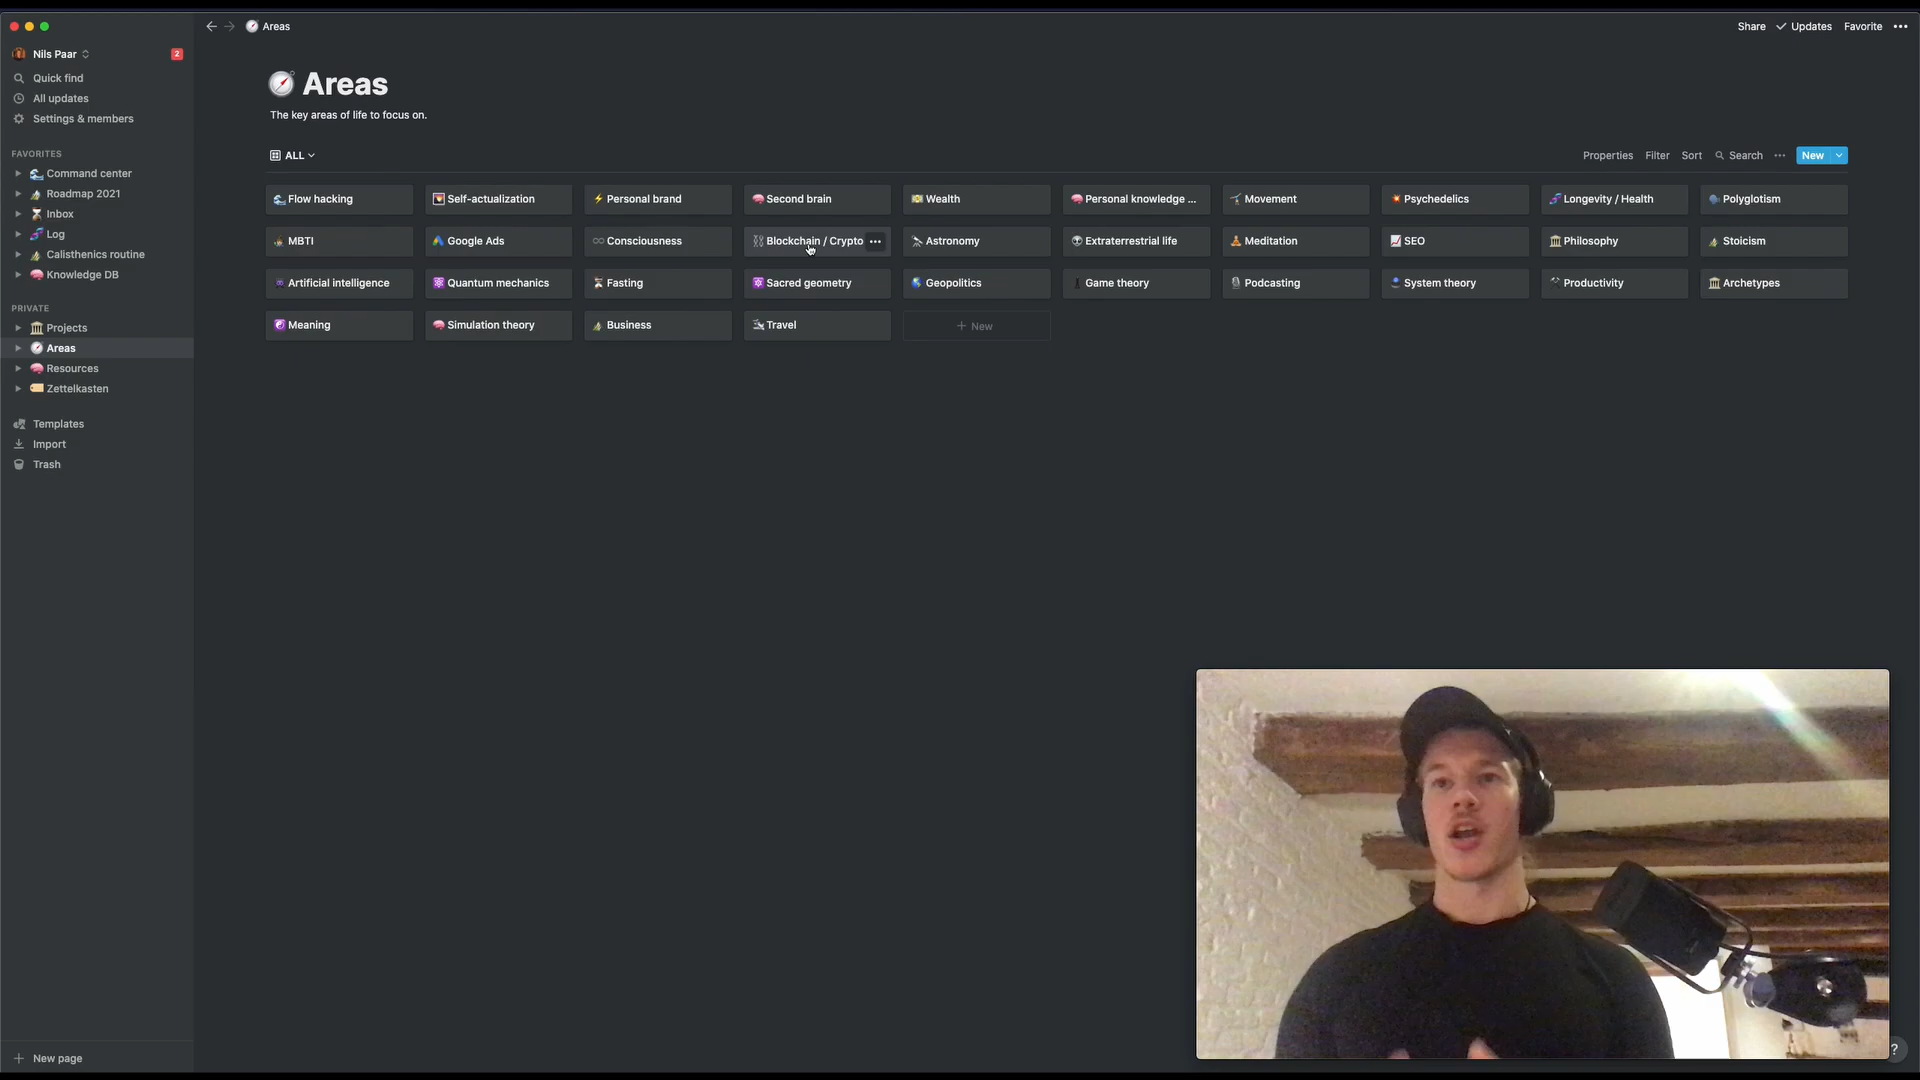 Areas
Share
Updates
Favorite
Nils Paar
2
Quick find
All updates
Settings & members
FAVORITES
Command center
Roadmap 2021
Inbox
Log
Calisthenics routine
Knowledge DB
PRIVATE
Projects
Areas
Resources
Zettelkasten
Templates
Import
Trash
New page
Areas
The key areas of life to focus on.
ALL
Properties
Filter
Sort
Search
New
Flow hacking
Self-actualization
Personal brand
Second brain
Wealth
Personal knowledge ...
Movement
Psychedelics
Longevity / Health
Polyglotism
MBTI
Google Ads
Consciousness
Blockchain / Crypto
Astronomy
Extraterrestrial life
Meditation
SEO
Philosophy
Stoicism
Artificial intelligence
Quantum mechanics
Fasting
Sacred geometry
Geopolitics
Game theory
Podcasting
System theory
Productivity
Archetypes
Meaning
Simulation theory
Business
Travel
+ New
?